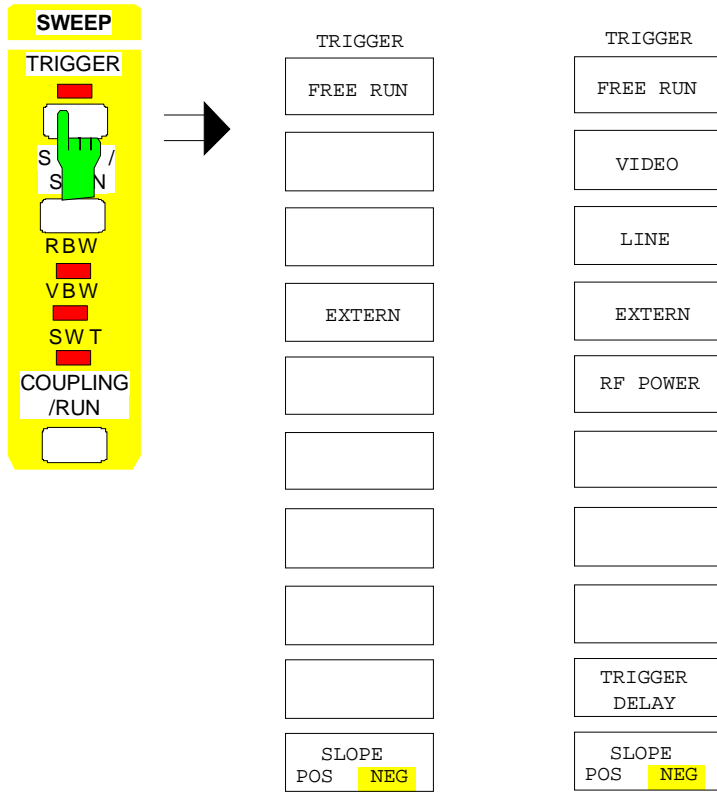 SWEEP
TRIGGER
S /
S N
RBW
VBW
SWT
COUPLING
/RUN
TRIGGER
FREE RUN
EXTERN
SLOPE
POS NEG
TRIGGER
FREE RUN
VIDEO
LINE
EXTERN
RF POWER
TRIGGER
DELAY
SLOPE
POS NEG